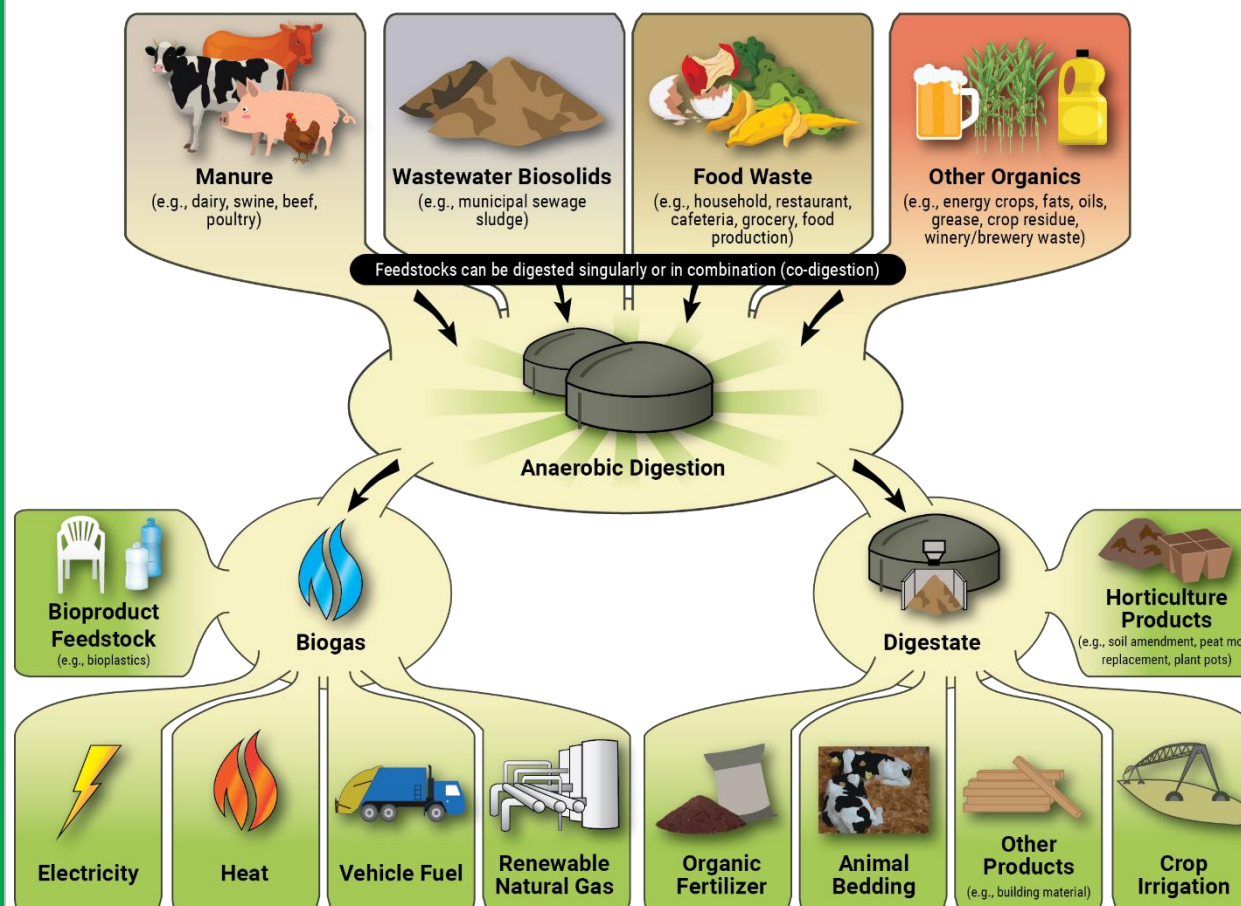 Manure
(e.g., dairy, swine, beef,
poultry)
Wastewater Biosolids
(e.g., municipal sewage
sludge)
Food Waste
(e.g., household, restaurant,
cafeteria, grocery, food
production)
Other Organics
(e.g., energy crops, fats, oils,
grease, crop residue,
winery/brewery waste)
Feedstocks can be digested singularly or in combination (co-digestion)
Anaerobic Digestion
Bioproduct
Feedstock
(e.g., bioplastics)
Biogas
Digestate
Horticulture
Products
(e.g., soil amendment, peat
replacement, plant pots)
Electricity
Heat
Vehicle Fuel
Renewable
Natural Gas
Organic
Fertilizer
Animal
Bedding
Other
Products
(e.g., building material)
Crop
Irrigation